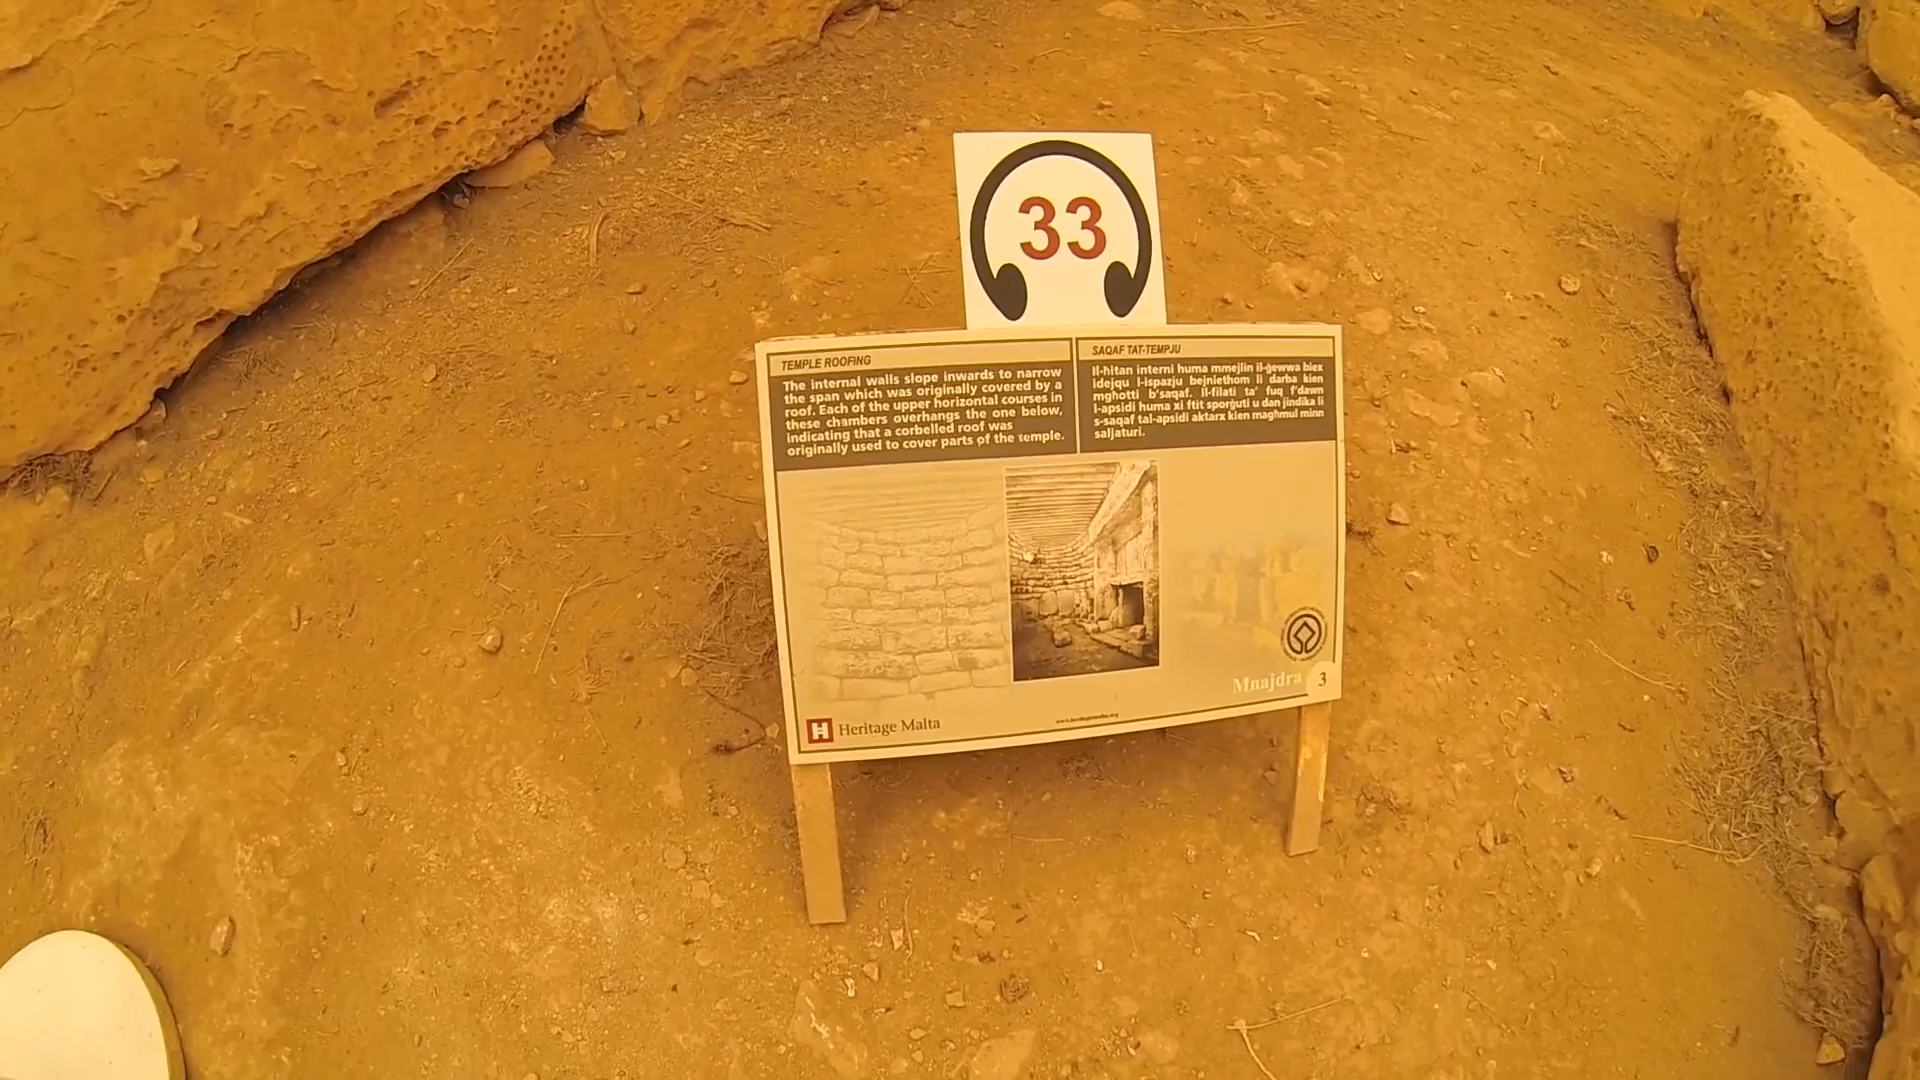 33
TEMPLE ROOFING
The internal walls slope inwards to narrow
the span which was originally covered by a
roof. Each of the upper horizontal courses in
these chambers overhangs the one below,
indicating that a corbelled roof was
originally used to cover parts of the temple.
SAQAF TAT-TEMPJU
Il-ħitan interni huma mmejlin il-ġewwa biex
idejqu l-ispazju bejniethom li darba kien
mgħotti b'saqaf. Il-filati ta' fuq f'dawn
l-apsidi huma xi ftit sporġuti u dan jindika li
s-saqaf tal-apsidi aktarx kien magħmul minn
saljaturi.
Mnajdra 3
Heritage Malta
www.heritagemalta.org